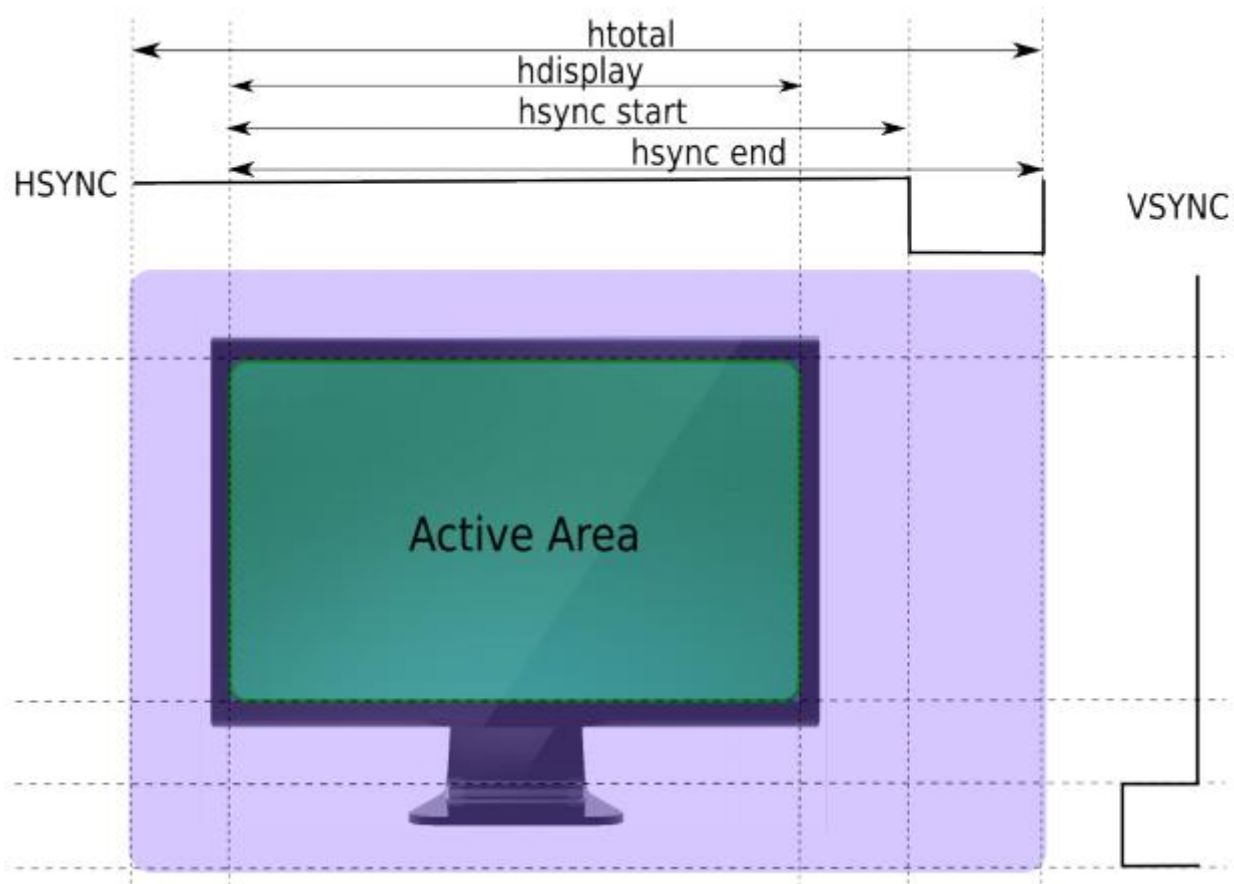 htotal
hdisplay
hsync start
hsync end
HSYNC
VSYNC
Active Area